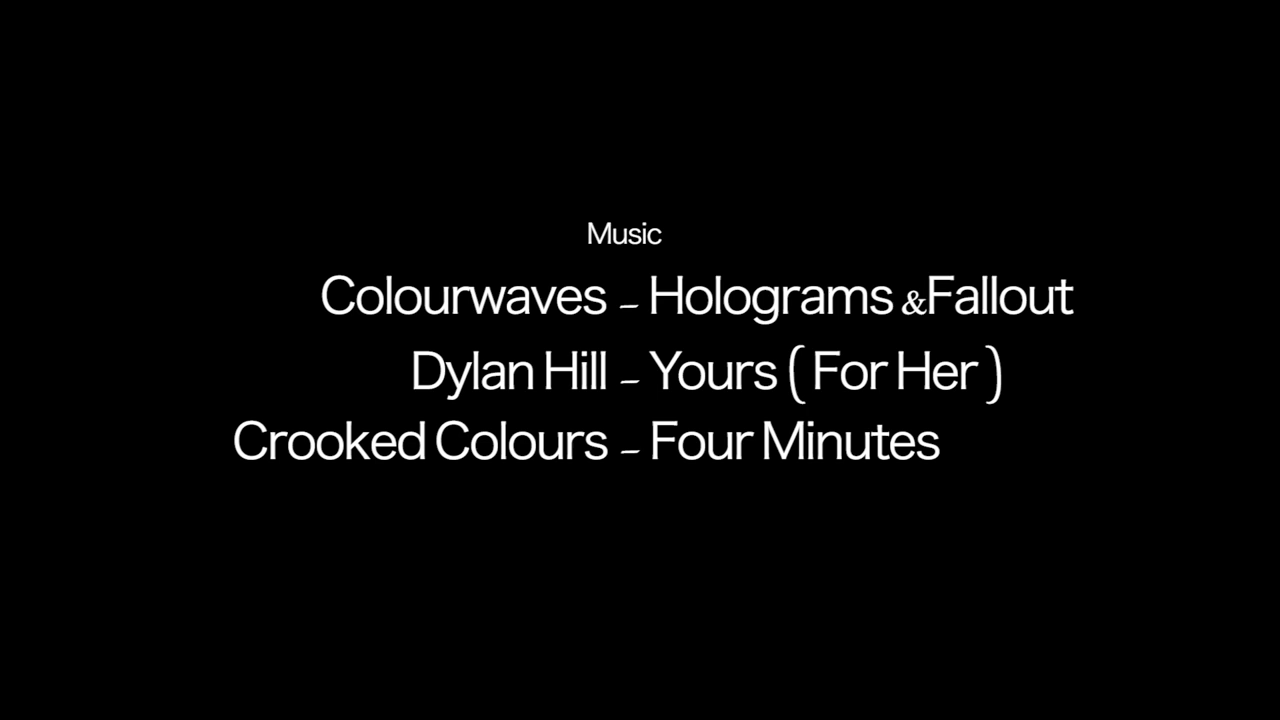 Music
Colourwaves - Holograms &Fallout
Dylan Hill - Yours ( For Her )
Crooked Colours - Four Minutes